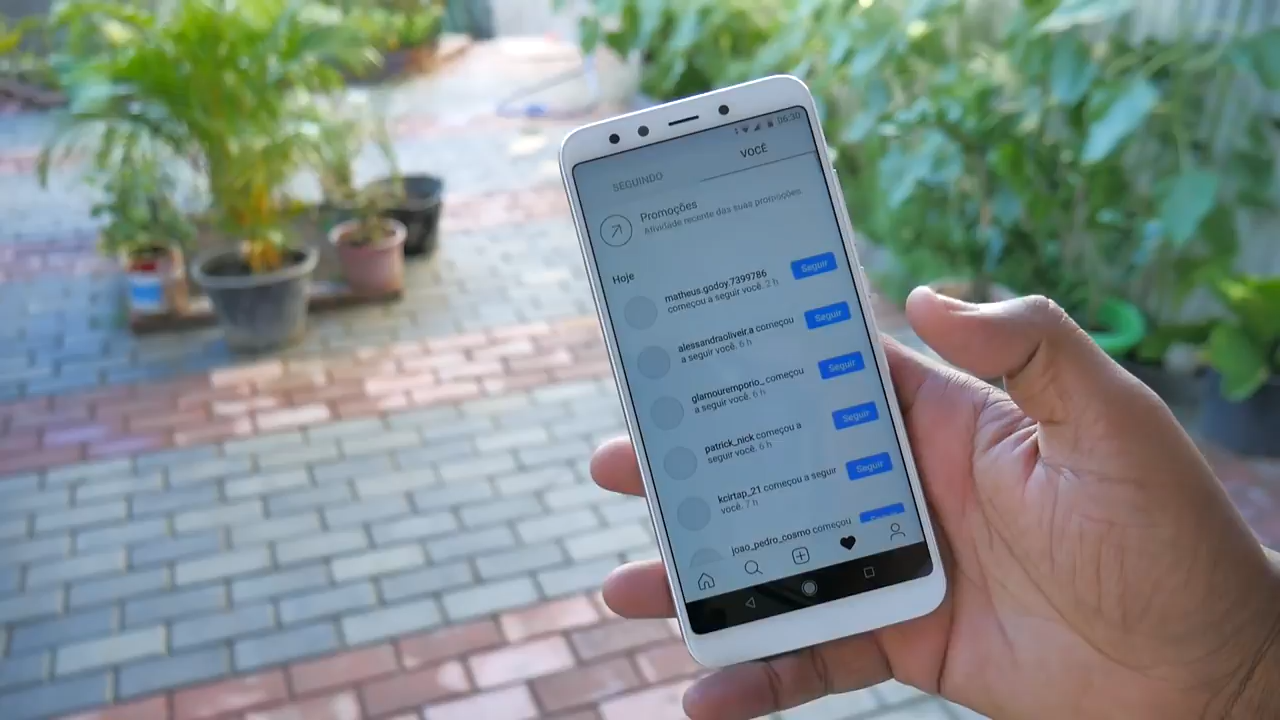 06:30
SEGUINDO
VOCÊ
Promoções
Atividade recente das suas promoções.
Hoje
matheus.godoy.7399786
começou a seguir você. 2 h
Seguir
alessandraoliveir.a começou
a seguir você. 6 h
Seguir
glamouremporio_ começou
a seguir você. 6 h
Seguir
patrick_nick começou a
seguir você. 6 h
Seguir
kcirtap_21 começou a seguir
você. 7 h
Seguir
joao_pedro_cosmo começou